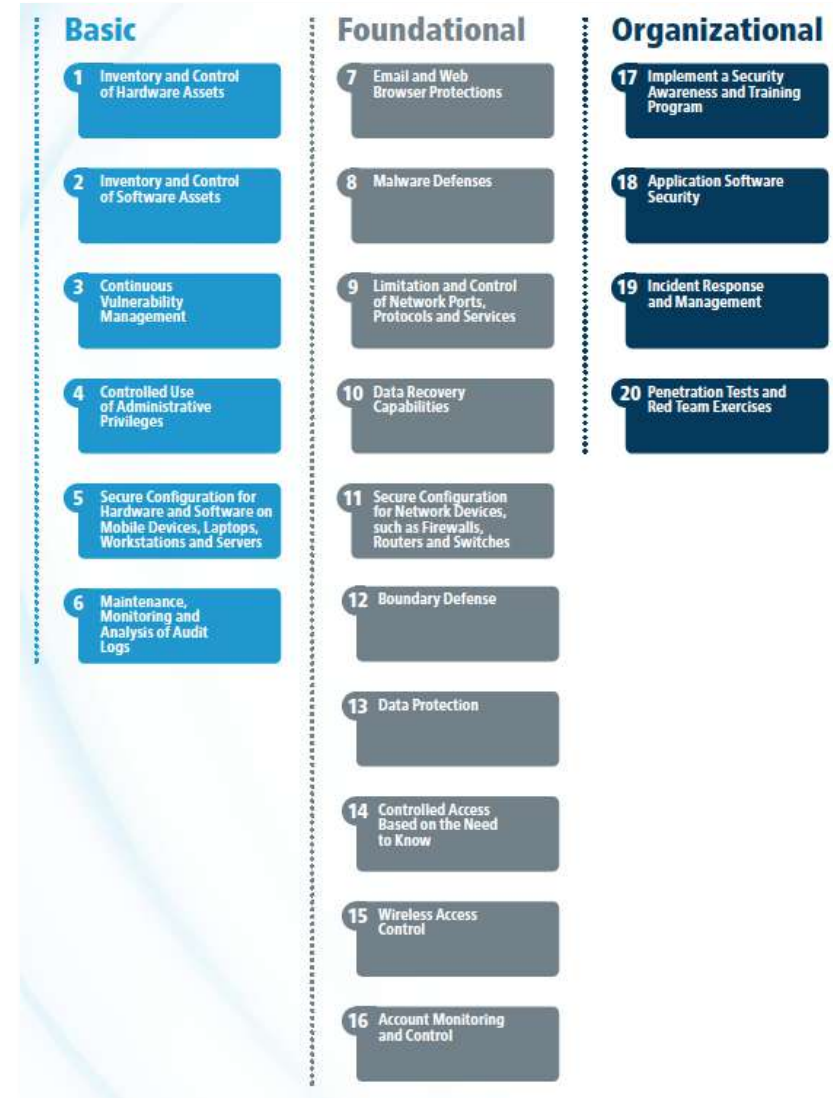 Basic
1 Inventory and Control
of Hardware Assets
2 Inventory and Control
of Software Assets
3 Continuous
Vulnerability
Management
4 Controlled Use
of Administrative
Privileges
5 Secure Configuration for
Hardware and Software on
Mobile Devices, Laptops,
Workstations and Servers
6 Maintenance,
Monitoring and
Analysis of Audit
Logs
Foundational
7 Email and Web
Browser Protections
8 Malware Defenses
9 Limitation and Control
of Network Ports,
Protocols and Services
10 Data Recovery
Capabilities
11 Secure Configuration
for Network Devices,
such as Firewalls,
Routers and Switches
12 Boundary Defense
13 Data Protection
14 Controlled Access
Based on the Need
to Know
15 Wireless Access
Control
16 Account Monitoring
and Control
Organizational
17 Implement a Security
Awareness and Training
Program
18 Application Software
Security
19 Incident Response
and Management
20 Penetration Tests and
Red Team Exercises